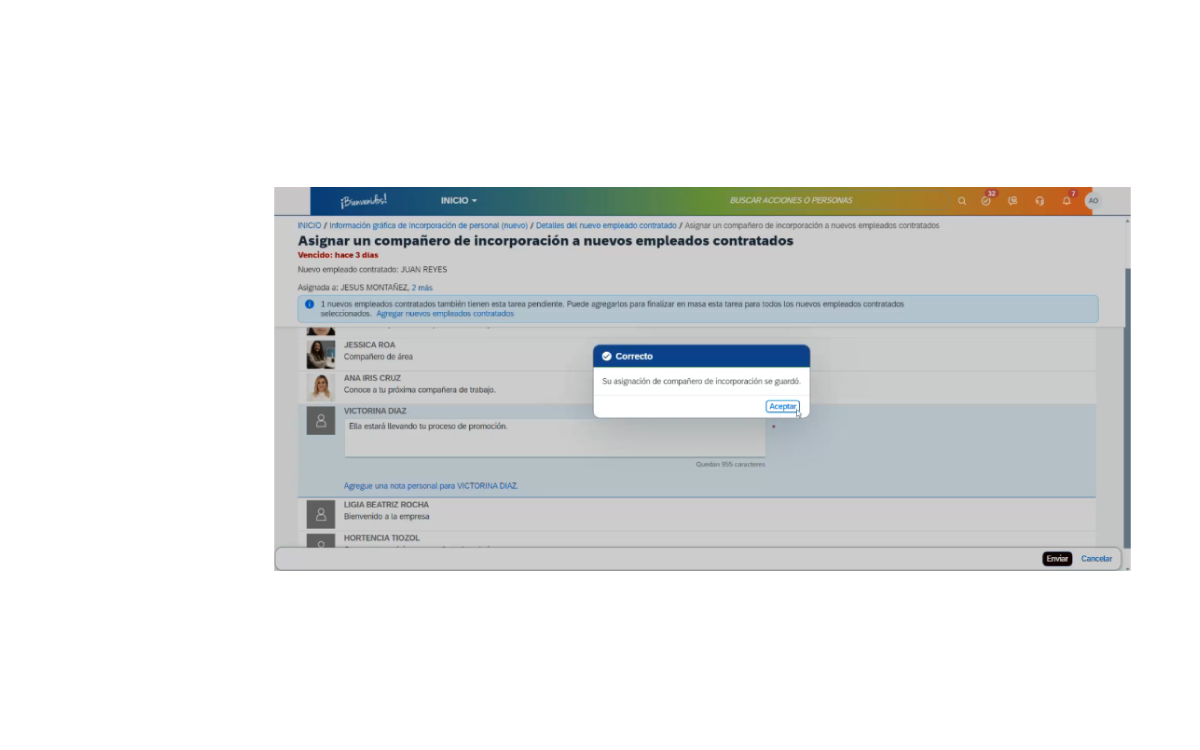 ¡Bienvenidos!
INICIO
BUSCAR ACCIONES O PERSONAS
32
7
AO
INICIO / Información gráfica de incorporación de personal (nuevo) / Detalles del nuevo empleado contratado / Asignar un compañero de incorporación a nuevos empleados contratados
Asignar un compañero de incorporación a nuevos empleados contratados
Vencido: hace 3 días
Nuevo empleado contratado: JUAN REYES
Asignada a: JESUS MONTAÑEZ, 2 más
1 nuevos empleados contratados también tienen esta tarea pendiente. Puede agregarlos para finalizar en masa esta tarea para todos los nuevos empleados contratados
seleccionados. Agregar nuevos empleados contratados
JESSICA ROA
Compañero de área
Correcto
Su asignación de compañero de incorporación se guardó.
Aceptar
ANA IRIS CRUZ
Conoce a tu próxima compañera de trabajo.
VICTORINA DIAZ
Ella estará llevando tu proceso de promoción.
*
Quedan 955 caracteres
Agregue una nota personal para VICTORINA DIAZ.
LIGIA BEATRIZ ROCHA
Bienvenido a la empresa
HORTENCIA TIOZOL
Enviar
Cancelar